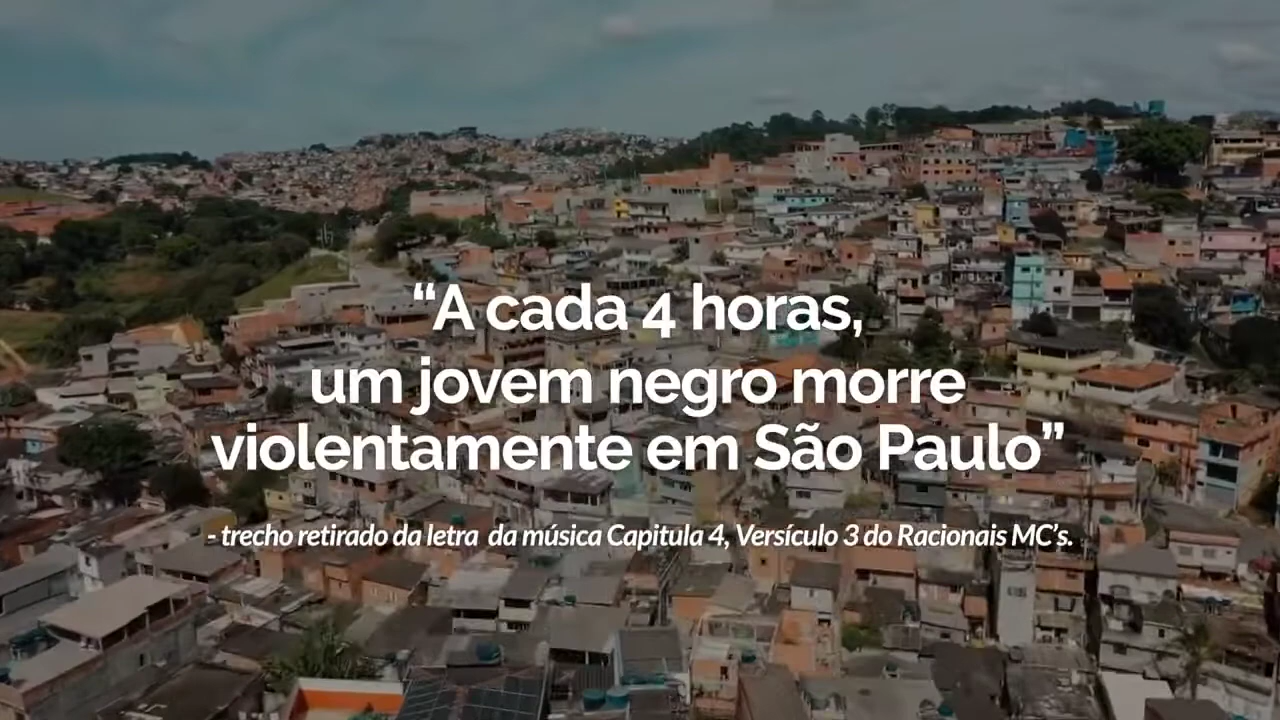 “A cada 4 horas,
um jovem negro morre
violentamente em São Paulo”
- trecho retirado da letra da música Capitula 4, Versículo 3 do Racionais MC’s.